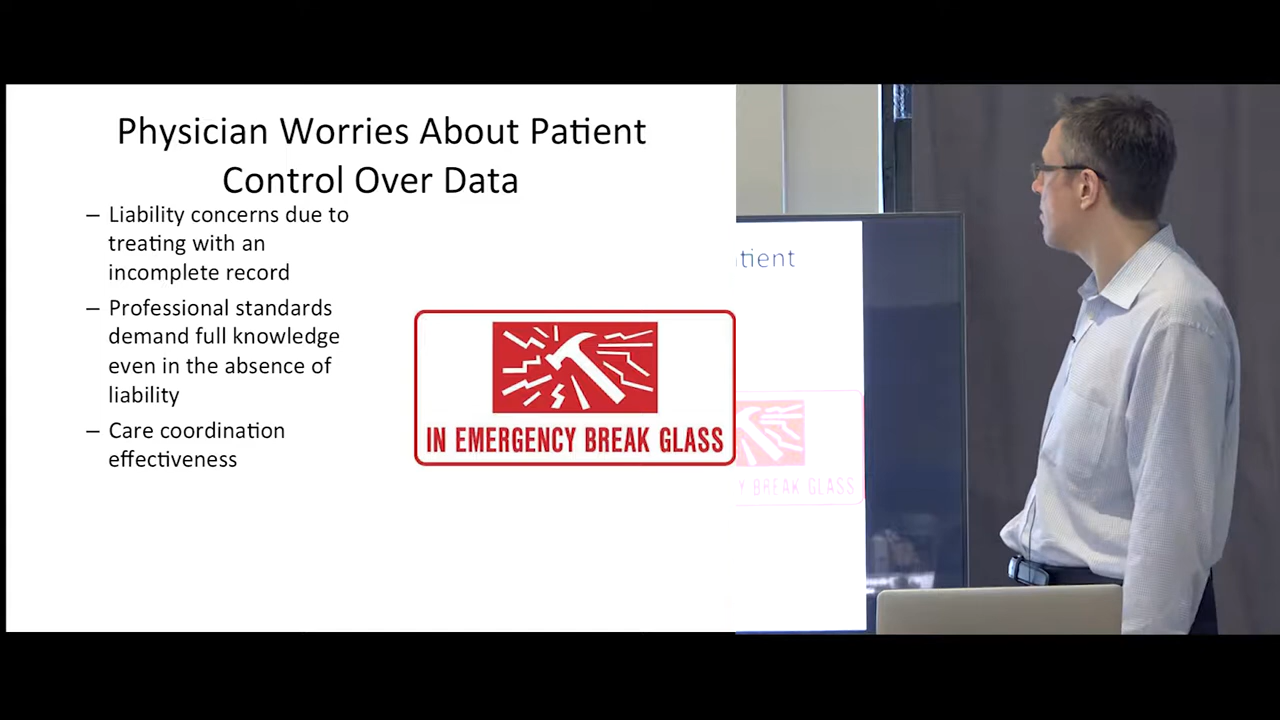 Physician Worries About Patient
Control Over Data
– Liability concerns due to
treating with an
incomplete record
– Professional standards
demand full knowledge
even in the absence of
liability
– Care coordination
effectiveness
IN EMERGENCY BREAK GLASS
tient
Y BREAK GLASS